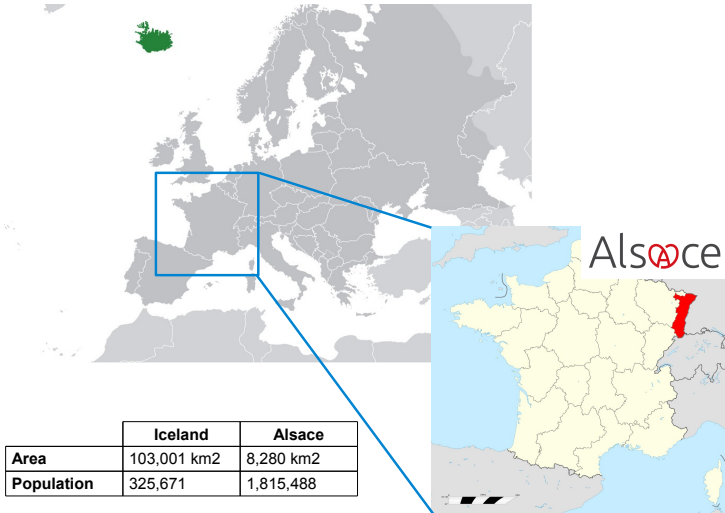 Alsace
Iceland Alsace
Area 103,001 km2 8,280 km2
Population 325,671 1,815,488